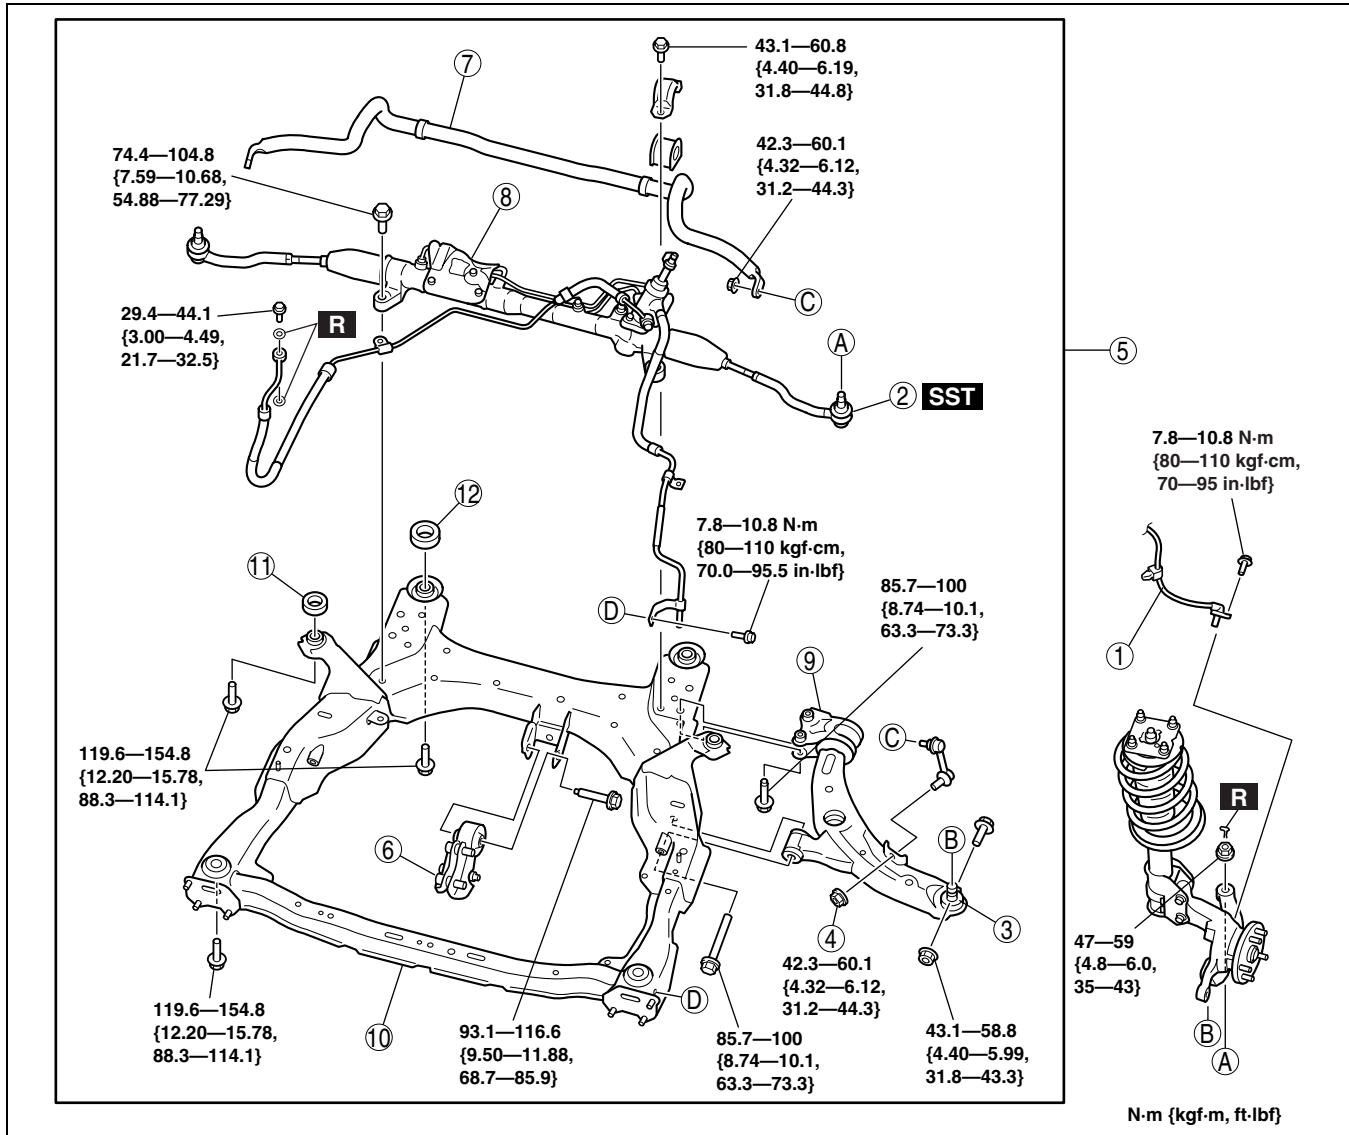 43.1—60.8
{4.40—6.19,
31.8—44.8}
7
42.3—60.1
{4.32—6.12,
31.2—44.3}
74.4—104.8
{7.59—10.68,
54.88—77.29}
8
C
29.4—44.1
{3.00—4.49,
21.7—32.5}
R
A
5
2 SST
7.8—10.8 N·m
{80—110 kgf·cm,
70—95 in·lbf}
12
7.8—10.8 N·m
{80—110 kgf·cm,
70.0—95.5 in·lbf}
11
85.7—100
{8.74—10.1,
63.3—73.3}
D
1
9
C
119.6—154.8
{12.20—15.78,
88.3—114.1}
R
6
B
3
4
42.3—60.1
{4.32—6.12,
31.2—44.3}
47—59
{4.8—6.0,
35—43}
D
119.6—154.8
{12.20—15.78,
88.3—114.1}
10
93.1—116.6
{9.50—11.88,
68.7—85.9}
85.7—100
{8.74—10.1,
63.3—73.3}
43.1—58.8
{4.40—5.99,
31.8—43.3}
B
A
N·m {kgf·m, ft·lbf}